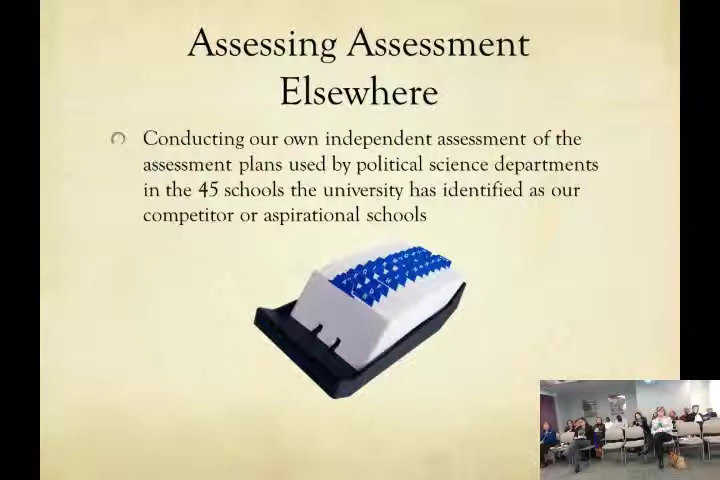 Assessing Assessment
Elsewhere
Conducting our own independent assessment of the
assessment plans used by political science departments
in the 45 schools the university has identified as our
competitor or aspirational schools